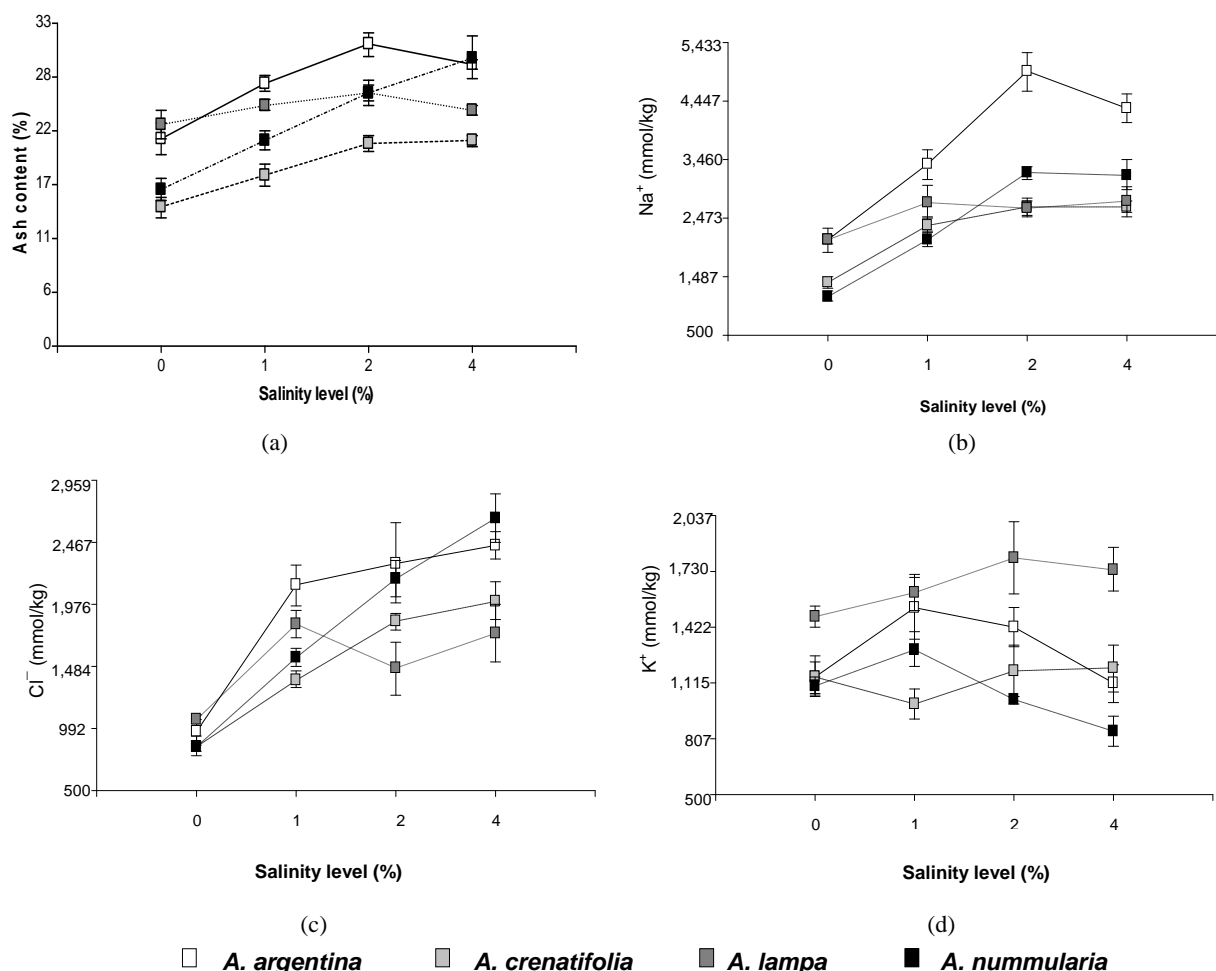 33
28
22
17
11
6
0
Ash content (%)
0 1 2 4
Salinity level (%)
(a)
5,433
4,447
3,460
2,473
1,487
500
Na+ (mmol/kg)
0 1 2 4
Salinity level (%)
(b)
2,959
2,467
1,976
1,484
992
500
Cl– (mmol/kg)
0 1 2 4
Salinity level (%)
(c)
2,037
1,730
1,422
1,115
807
500
K+ (mmol/kg)
0 1 2 4
Salinity level (%)
(d)
A. argentina A. crenatifolia A. lampa A. nummularia